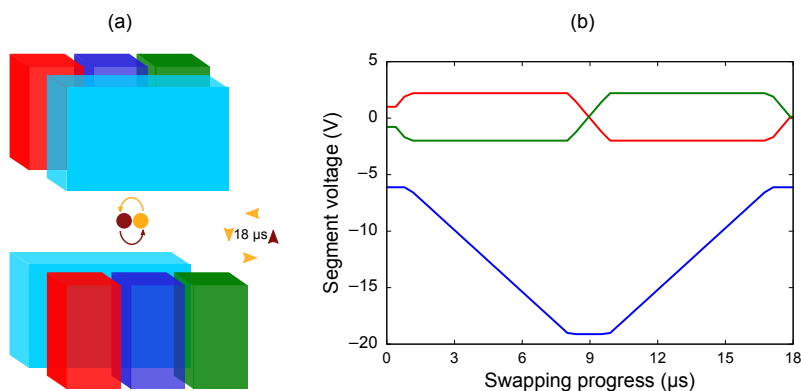 (a)
18 µs
(b)
Segment voltage (V)
5
0
−5
−10
−15
−20
0 3 6 9 12 15 18
Swapping progress (µs)